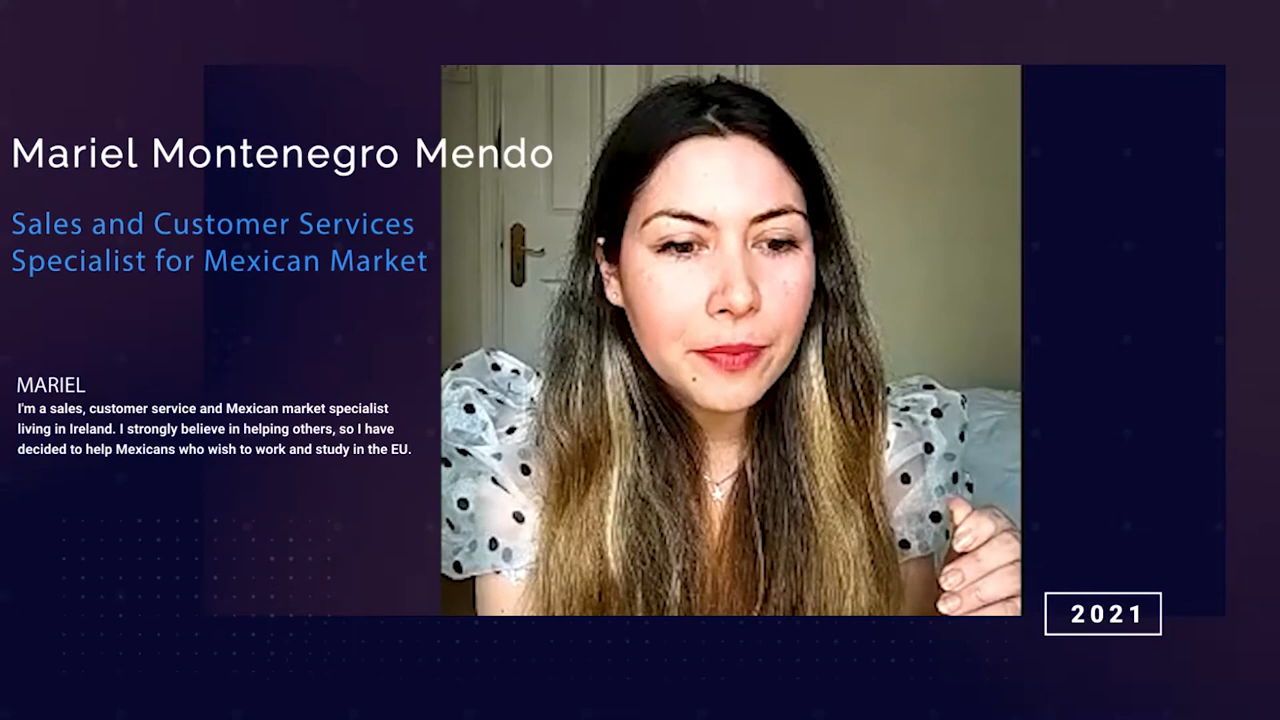 Mariel Montenegro Mendo
Sales and Customer Services
Specialist for Mexican Market
MARIEL
I'm a sales, customer service and Mexican market specialist
living in Ireland. I strongly believe in helping others, so I have
decided to help Mexicans who wish to work and study in the EU.
2021